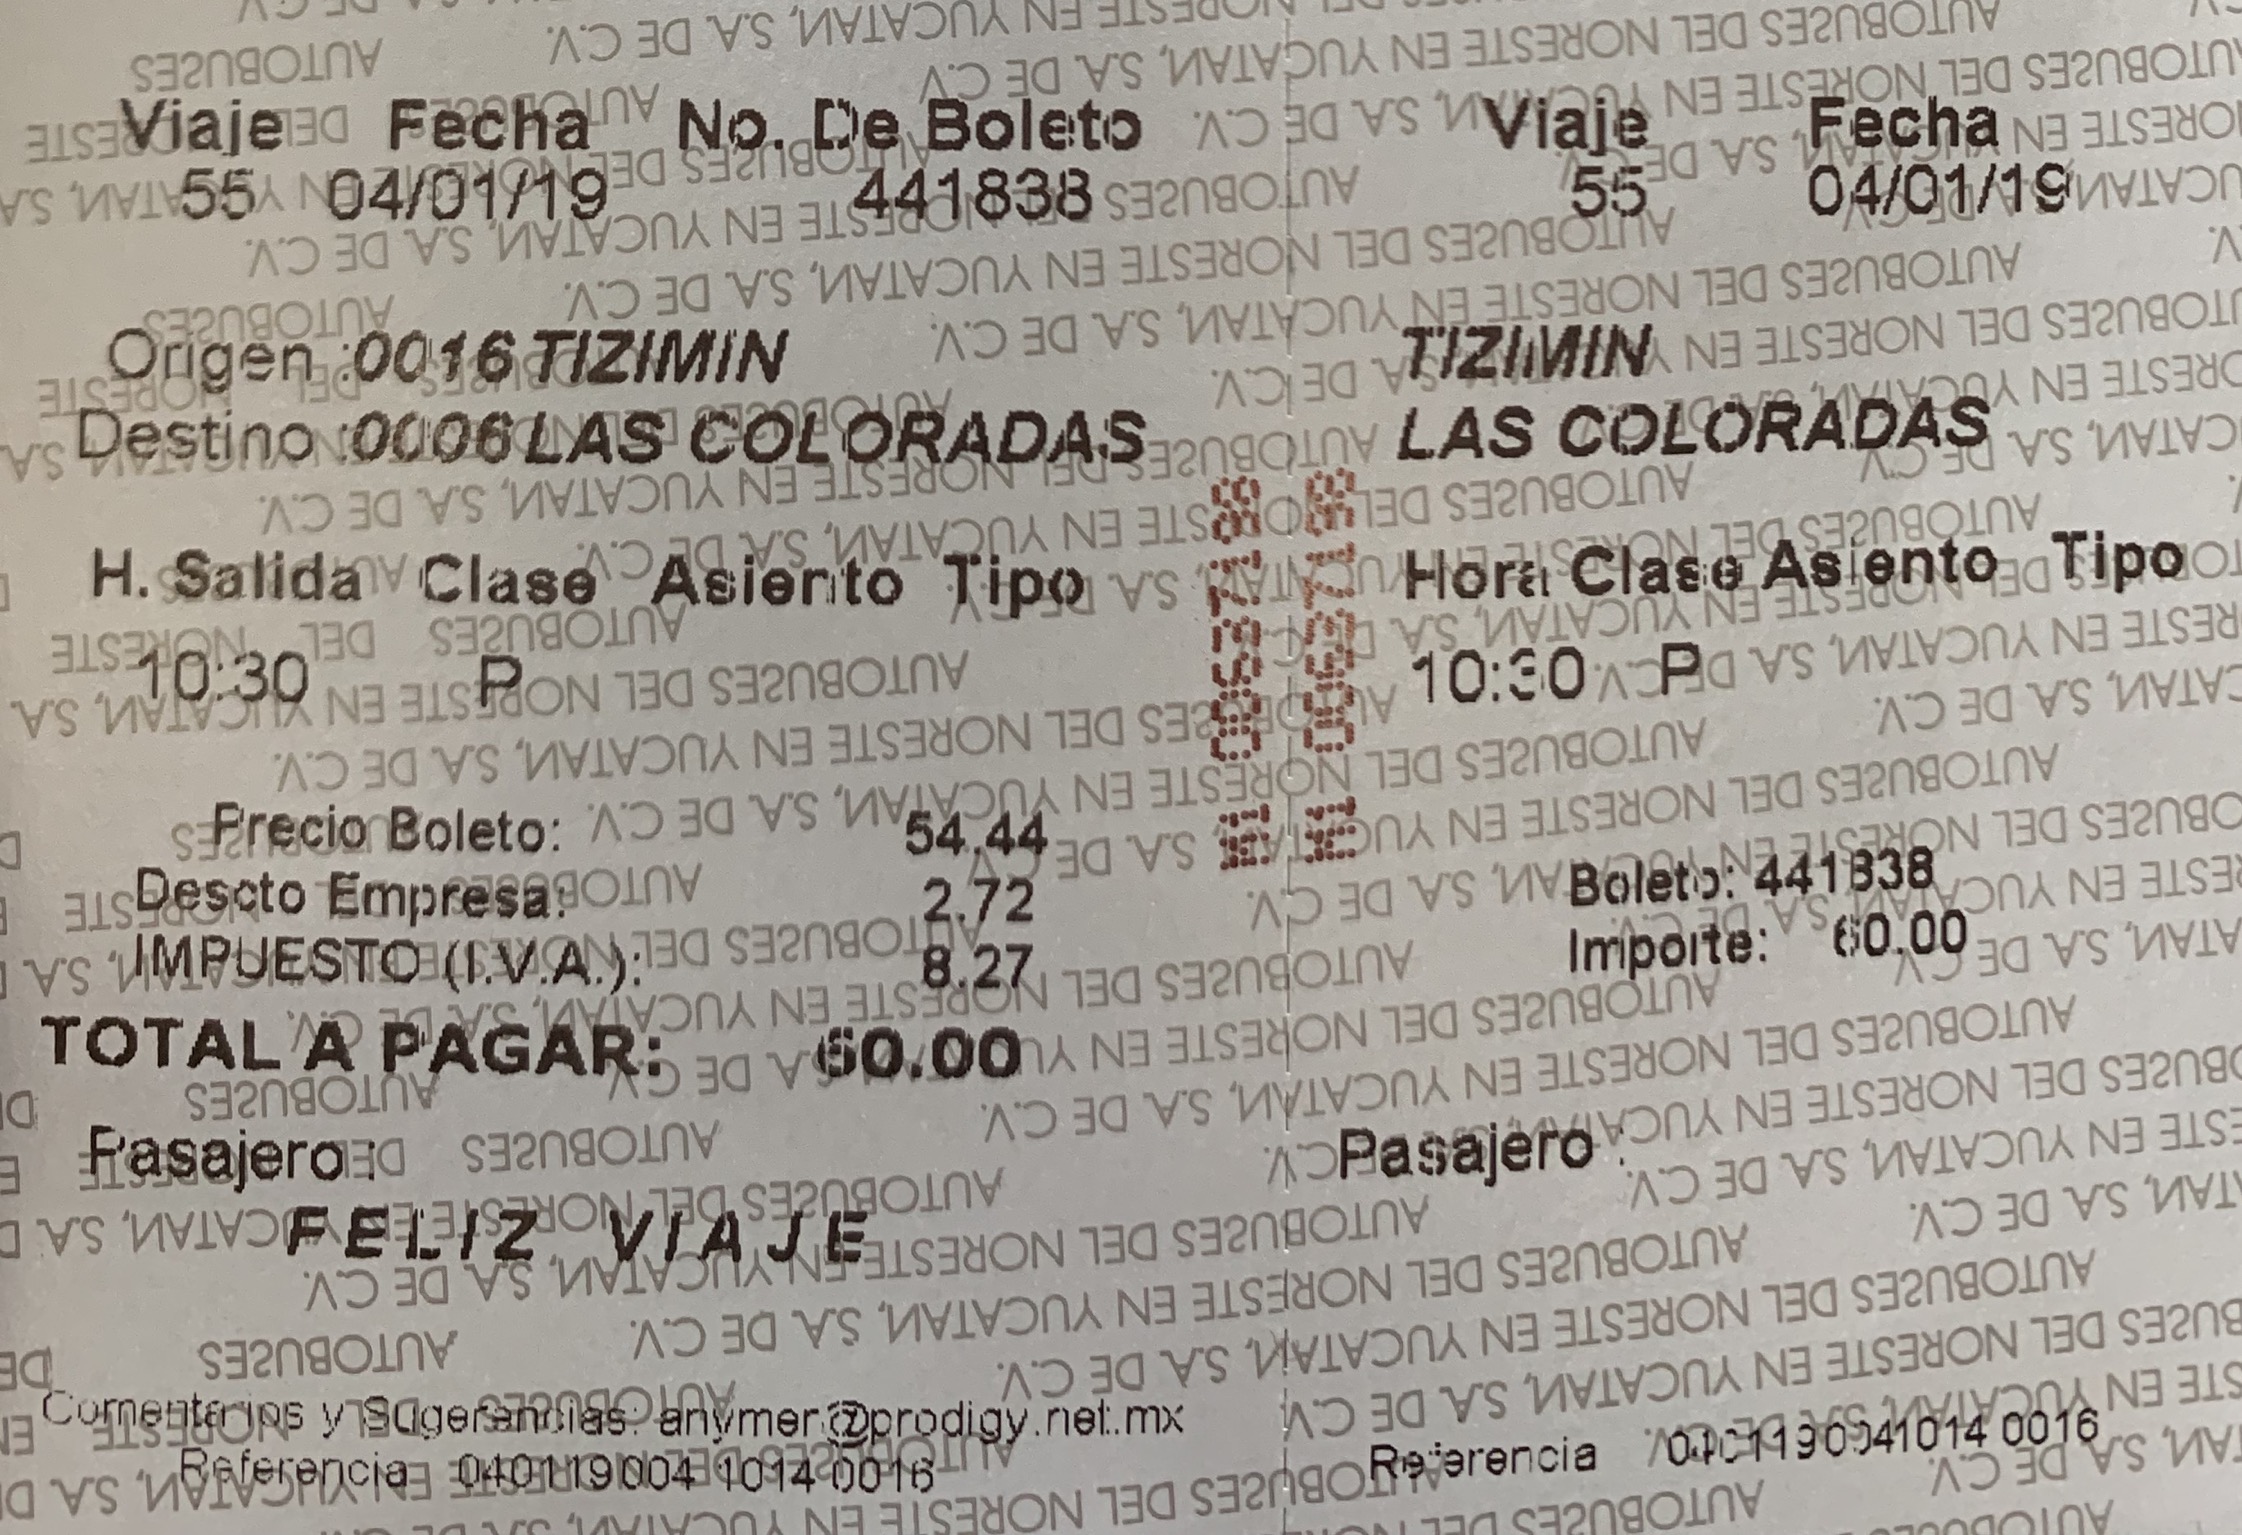 Viaje Fecha No. De Boleto
55 04/01/19 441838
Origen :0016 TIZIMIN
Destino :0006 LAS COLORADAS
H. Salida Clase Asiento Tipo
10:30 P
Precio Boleto: 54.44
Descto Empresa: 2.72
IMPUESTO (I.V.A.): 8.27
TOTAL A PAGAR: 60.00
Pasajero :
FELIZ VIAJE
Comentarios y Sugerencias: anymer@prodigy.net.mx
Referencia 040119004 1014 0016
Viaje Fecha
55 04/01/19
TIZIMIN
LAS COLORADAS
Hora Clase Asiento Tipo
10:30 P
Boleto: 441838
Importe: 60.00
Pasajero :
Referencia 0401190041014 0016
AUTOBUSES DEL NORESTE EN YUCATAN, S.A. DE C.V.